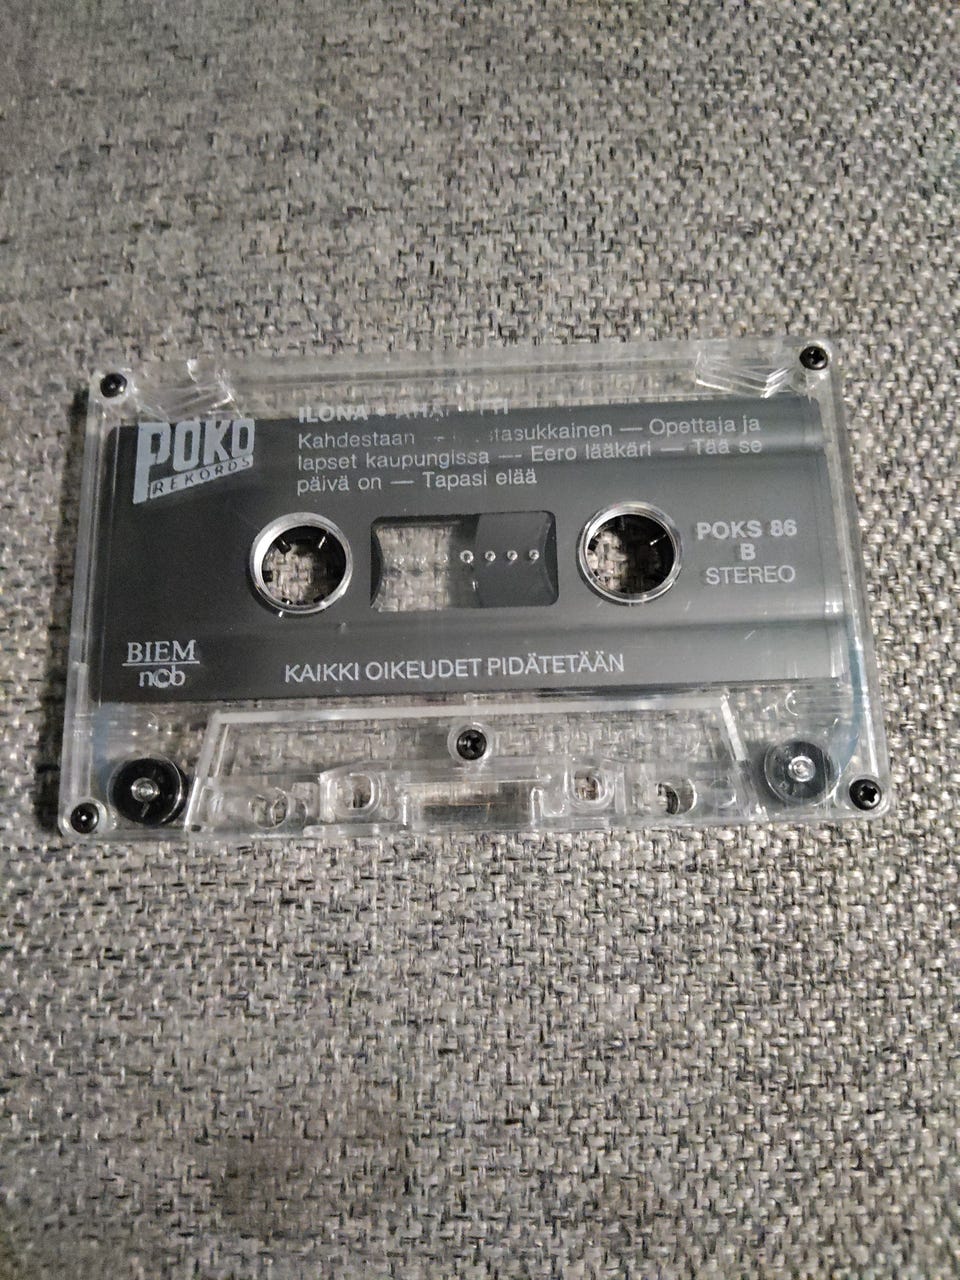 POKO
REKORDS
ILONA •
Kahdestaan — — Opettaja ja
lapset kaupungissa — Eero lääkäri — Tää se
päivä on — Tapasi elää
POKS 86
B
STEREO
BIEM
ncb
KAIKKI OIKEUDET PIDÄTETÄÄN